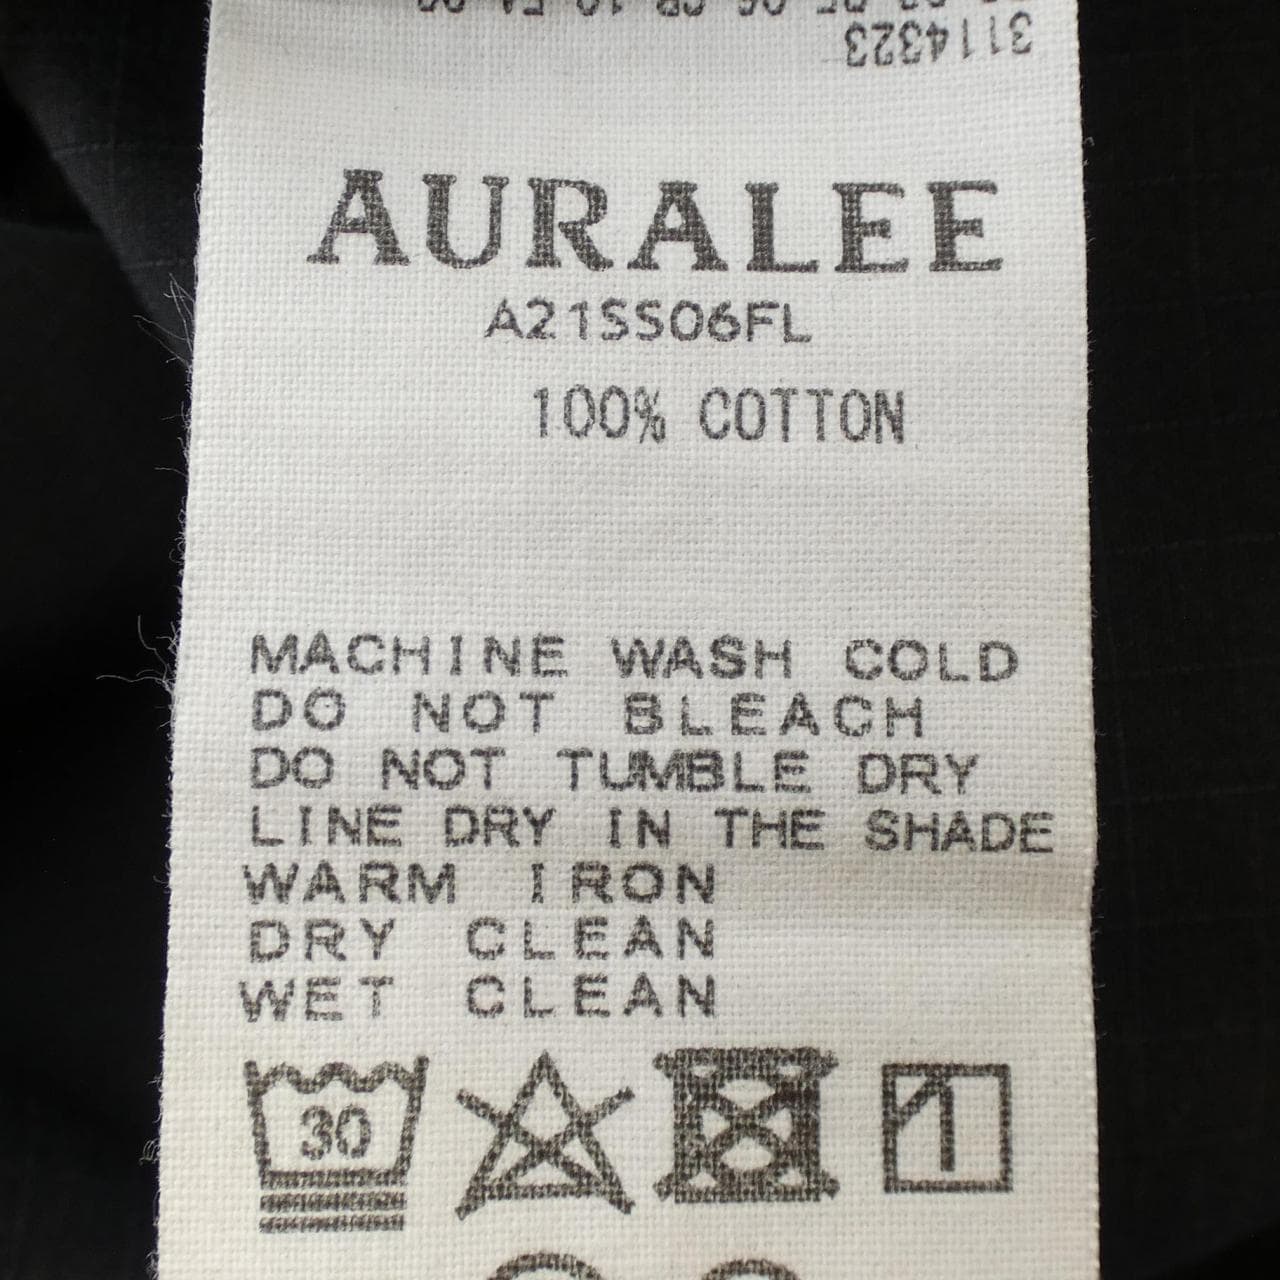 3114323
AURALEE
A21SS06FL
100% COTTON
MACHINE WASH COLD
DO NOT BLEACH
DO NOT TUMBLE DRY
LINE DRY IN THE SHADE
WARM IRON
DRY CLEAN
WET CLEAN
30